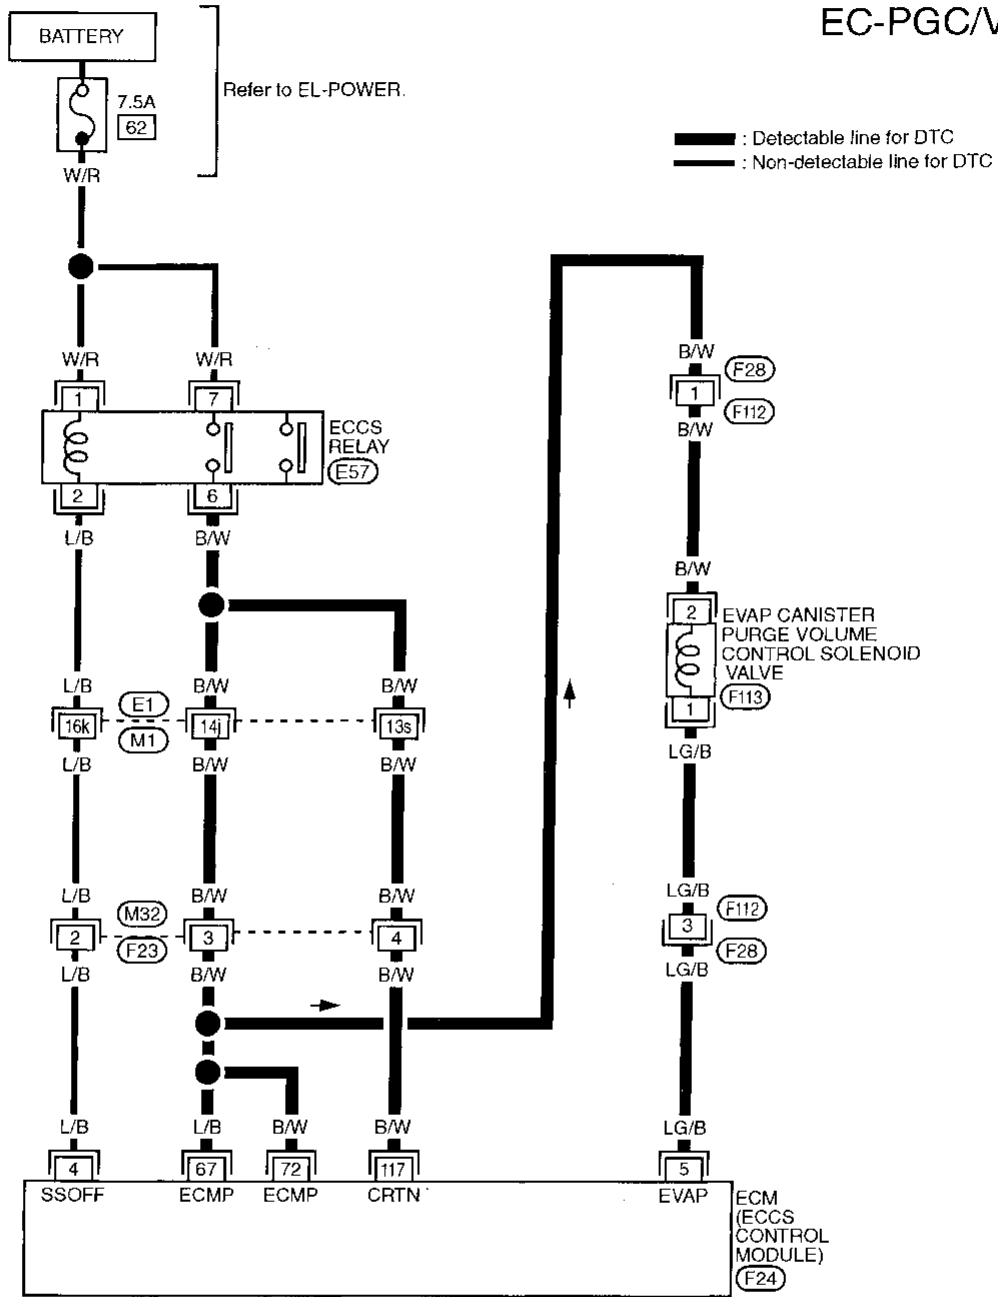 EC-PGC/V
BATTERY
Refer to EL-POWER.
7.5A
62
: Detectable line for DTC
: Non-detectable line for DTC
W/R
W/R W/R
1 7
ECCS
RELAY
E57
2 6
L/B B/W
B/W
F28
1
F112
B/W
B/W
2
EVAP CANISTER
PURGE VOLUME
CONTROL SOLENOID
VALVE
F113
1
LG/B
L/B B/W B/W
E1
16k 14j 13s
M1
L/B B/W B/W
L/B B/W B/W
M32
2 3 4
F23
L/B B/W B/W
LG/B
F112
3
F28
LG/B
L/B L/B B/W B/W LG/B
4 67 72 117 5
SSOFF ECMP ECMP CRTN EVAP
ECM
(ECCS
CONTROL
MODULE)
F24